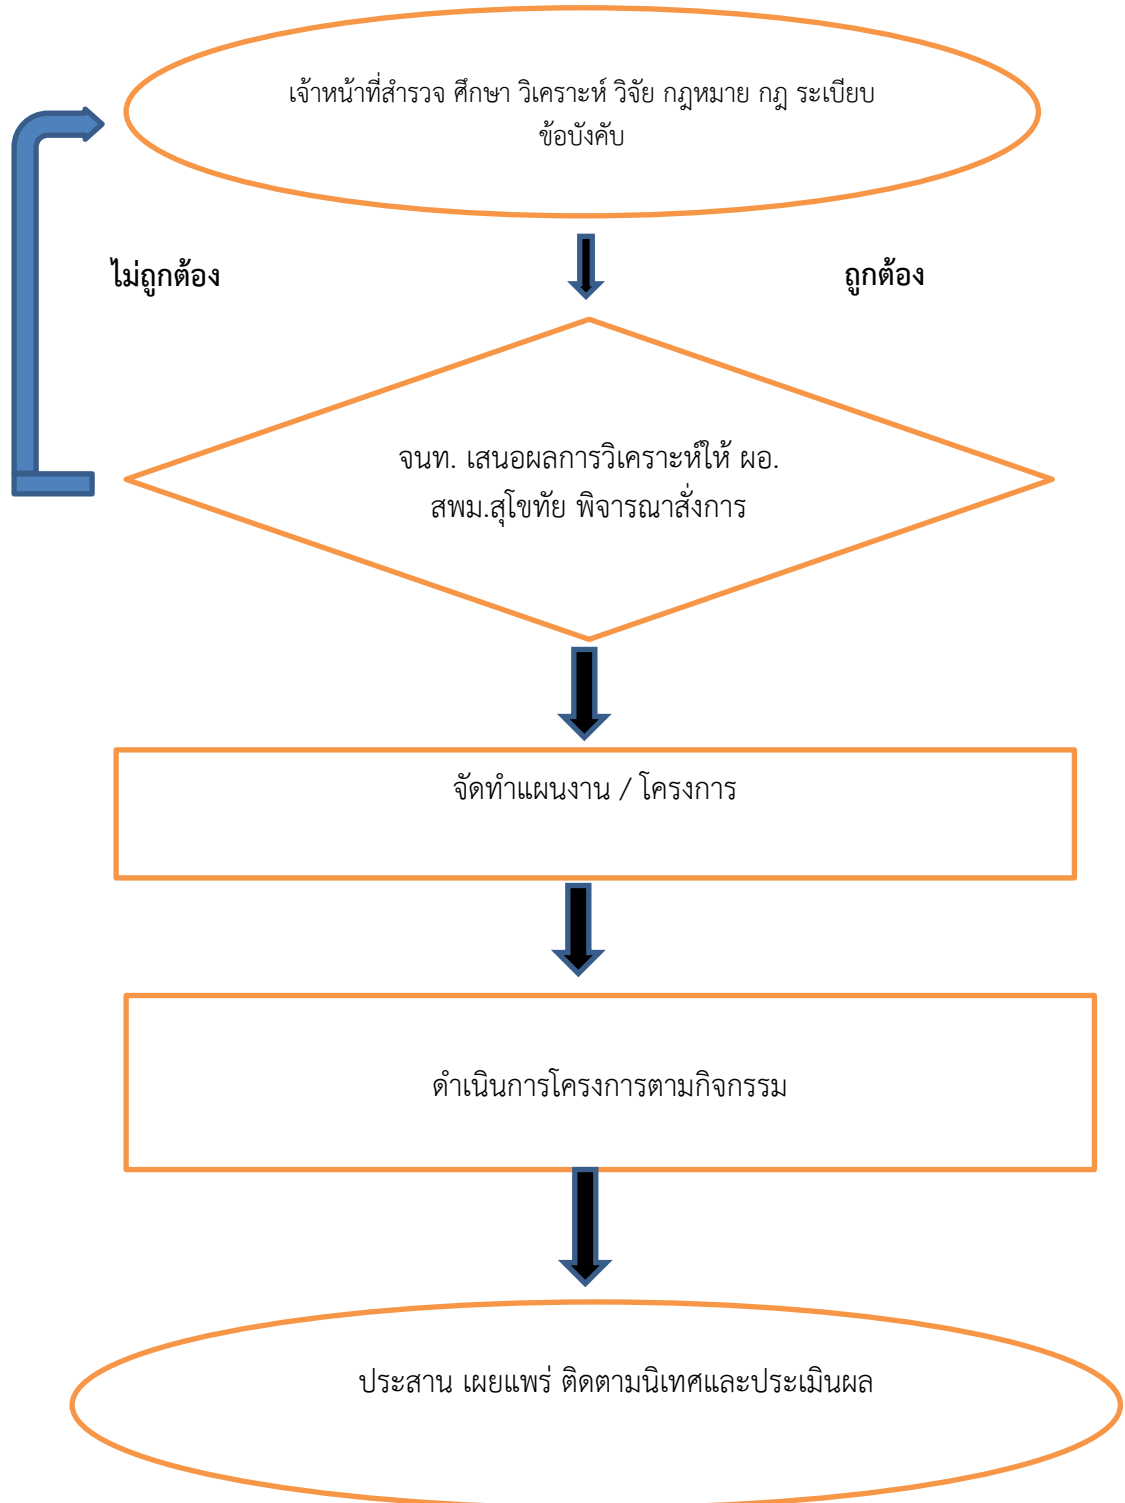 เจ้าหน้าที่สำรวจ ศึกษา วิเคราะห์ วิจัย กฎหมาย กฎ ระเบียบ
ข้อบังคับ
ไม่ถูกต้อง
ถูกต้อง
จนท. เสนอผลการวิเคราะห์ให้ ผอ.
สพม.สุโขทัย พิจารณาสั่งการ
จัดทำแผนงาน / โครงการ
ดำเนินการโครงการตามกิจกรรม
ประสาน เผยแพร่ ติดตามนิเทศและประเมินผล